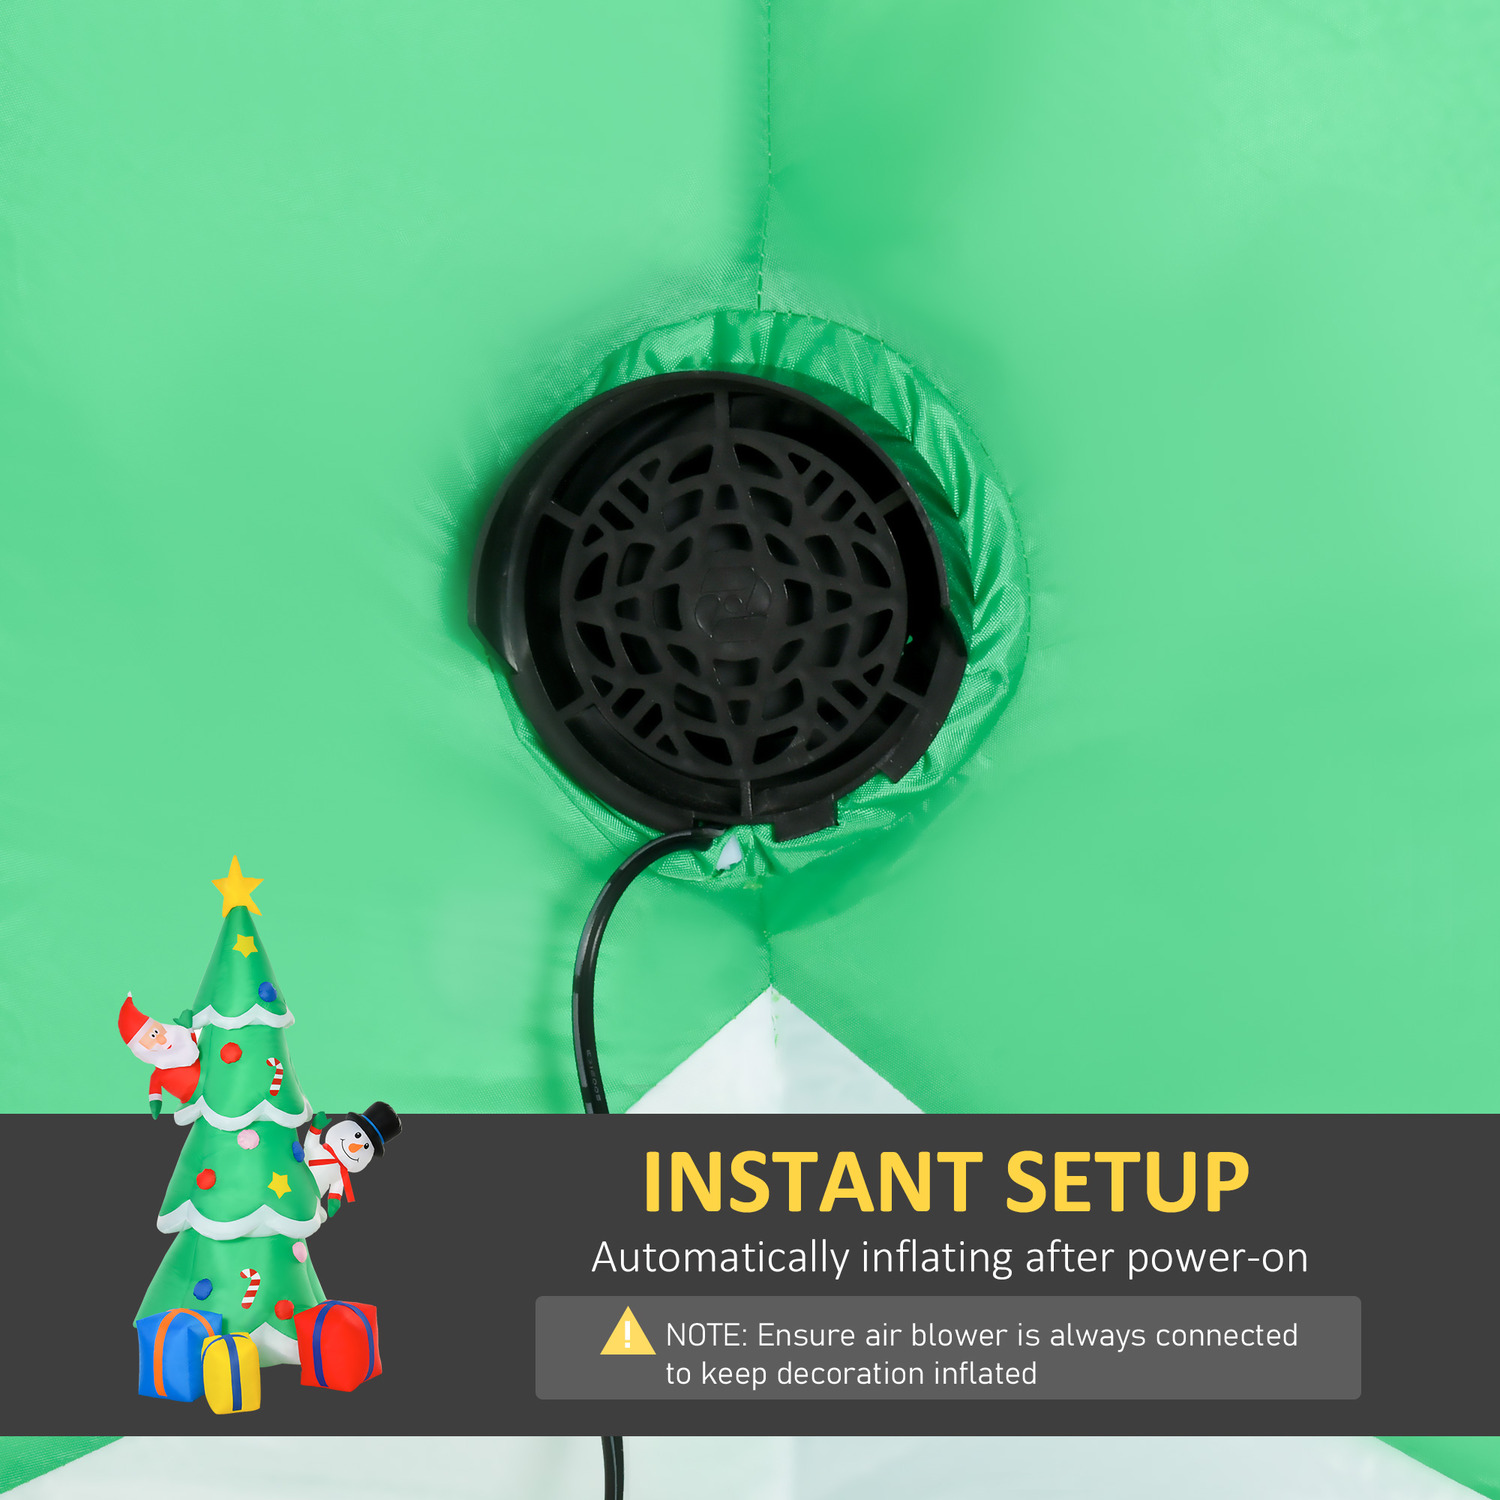 INSTANT SETUP
Automatically inflating after power-on
NOTE: Ensure air blower is always connected
to keep decoration inflated